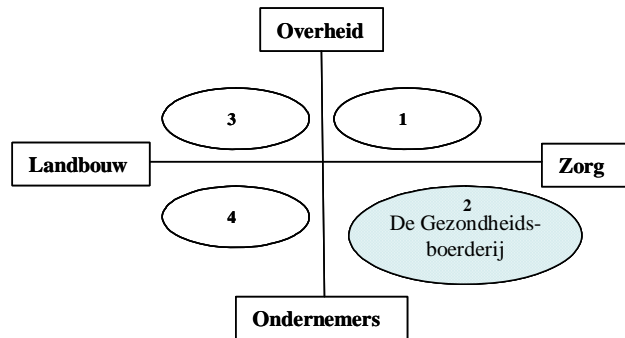 Overheid
3
1
Landbouw
Zorg
4
2
De Gezondheids-
boerderij
Ondernemers